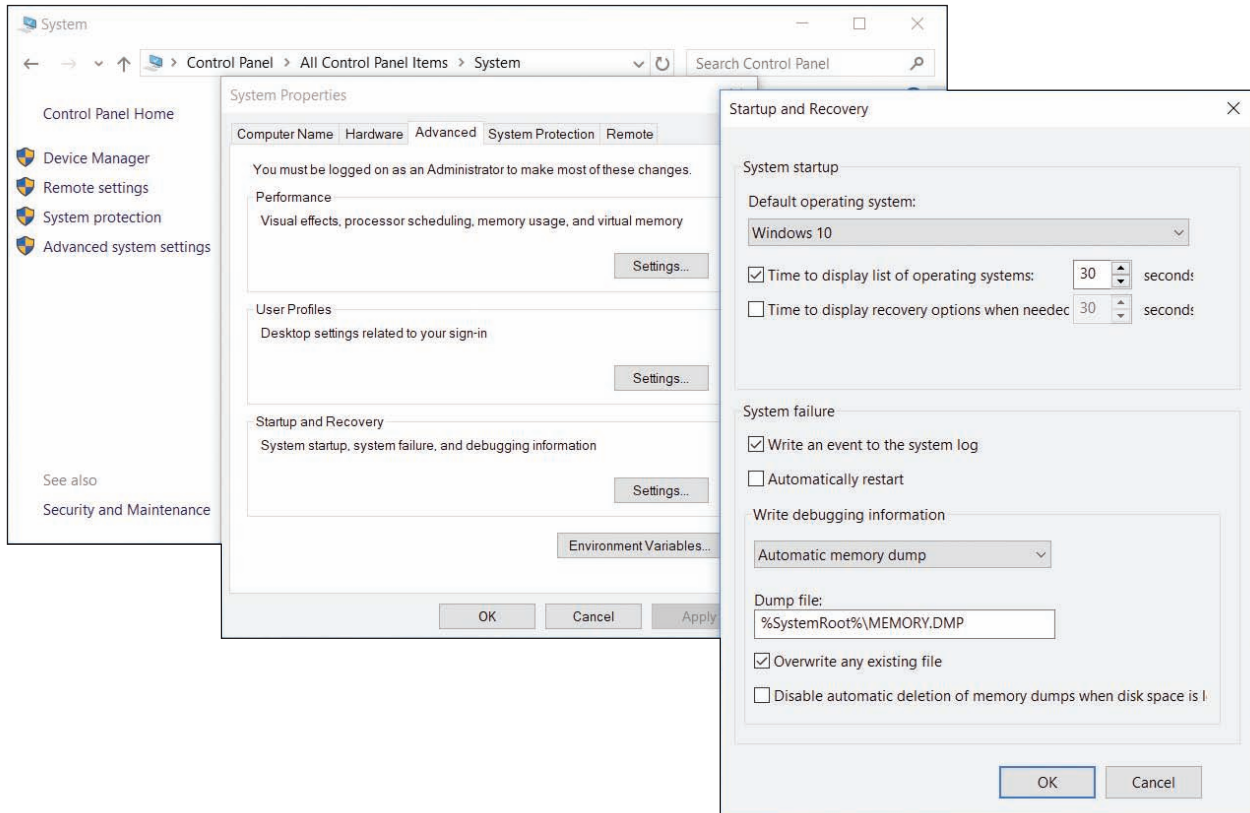 System
Control Panel > All Control Panel Items > System
Search Control Panel
Control Panel Home
Device Manager
Remote settings
System protection
Advanced system settings
See also
Security and Maintenance
System Properties
Computer Name
Hardware
Advanced
System Protection
Remote
You must be logged on as an Administrator to make most of these changes.
Performance
Visual effects, processor scheduling, memory usage, and virtual memory
Settings...
User Profiles
Desktop settings related to your sign-in
Settings...
Startup and Recovery
System startup, system failure, and debugging information
Settings...
Environment Variables...
OK
Cancel
Apply
Startup and Recovery
System startup
Default operating system:
Windows 10
Time to display list of operating systems: 30 seconds
Time to display recovery options when needed 30 seconds
System failure
Write an event to the system log
Automatically restart
Write debugging information
Automatic memory dump
Dump file:
%SystemRoot%\MEMORY.DMP
Overwrite any existing file
Disable automatic deletion of memory dumps when disk space is
OK
Cancel